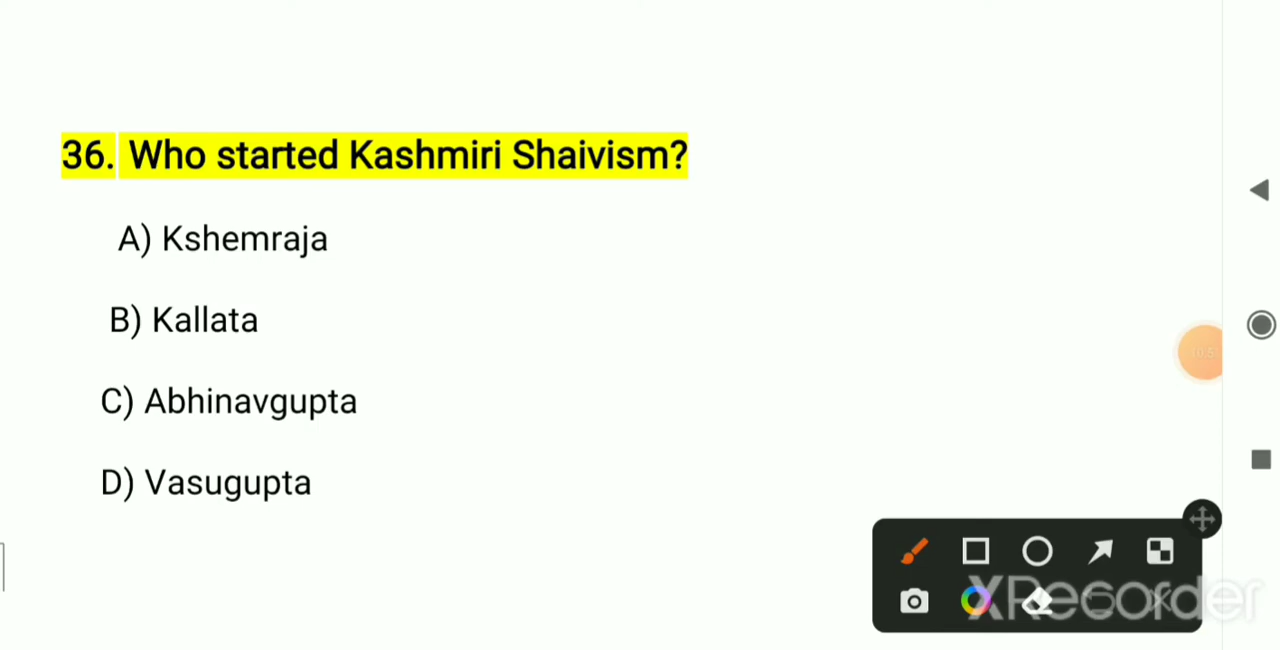 36. Who started Kashmiri Shaivism?
A) Kshemraja
B) Kallata
C) Abhinavgupta
D) Vasugupta
XRecorder